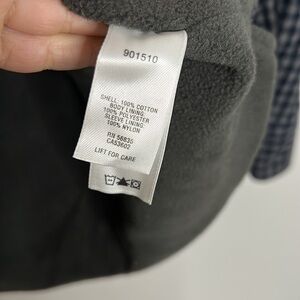 901510
SHELL: 100% COTTON
BODY LINING:
100% POLYESTER
SLEEVE LINING:
100% NYLON
RN 56835
CA53602
LIFT FOR CARE